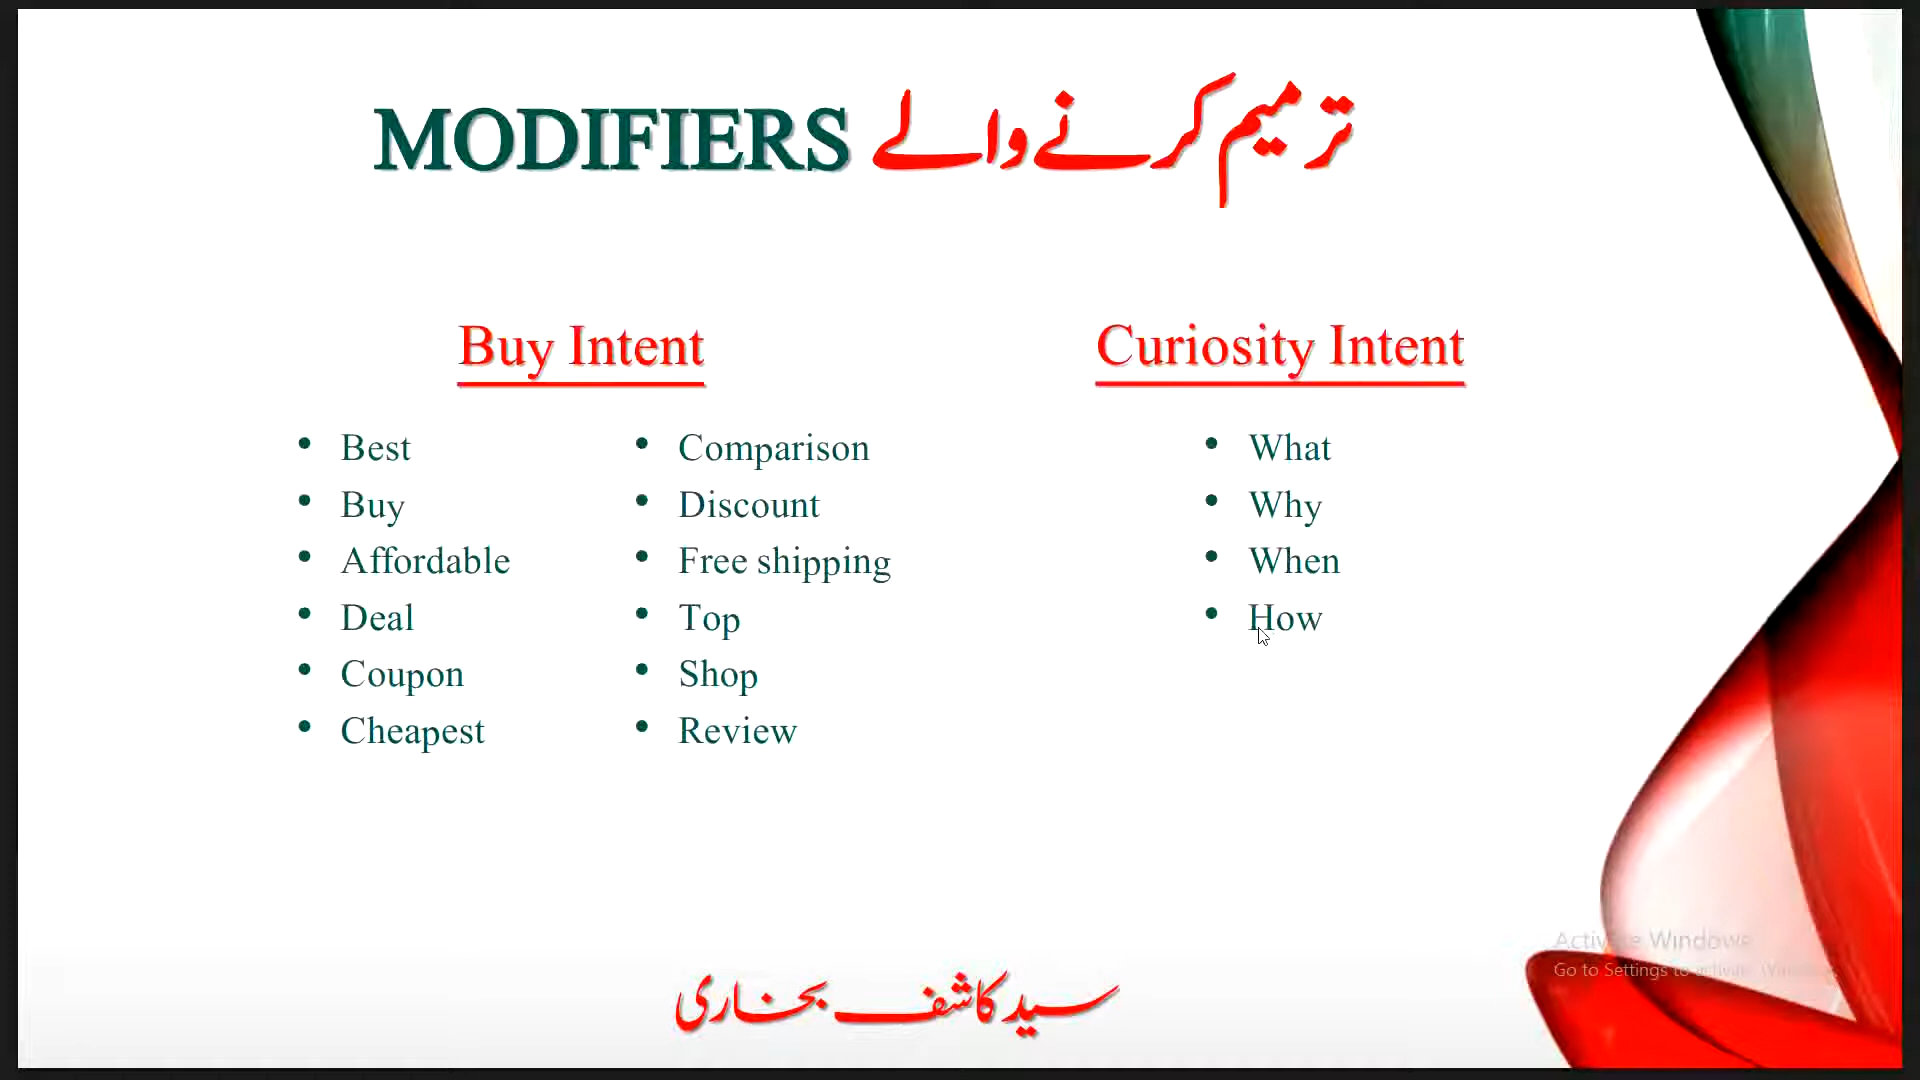 MODIFIERS ترمیم کرنے والے
Buy Intent
Best
Buy
Affordable
Deal
Coupon
Cheapest
Comparison
Discount
Free shipping
Top
Shop
Review
Curiosity Intent
What
Why
When
How
Activate Windows
Go to Settings to activate Windows.
سید کاشف بخاری